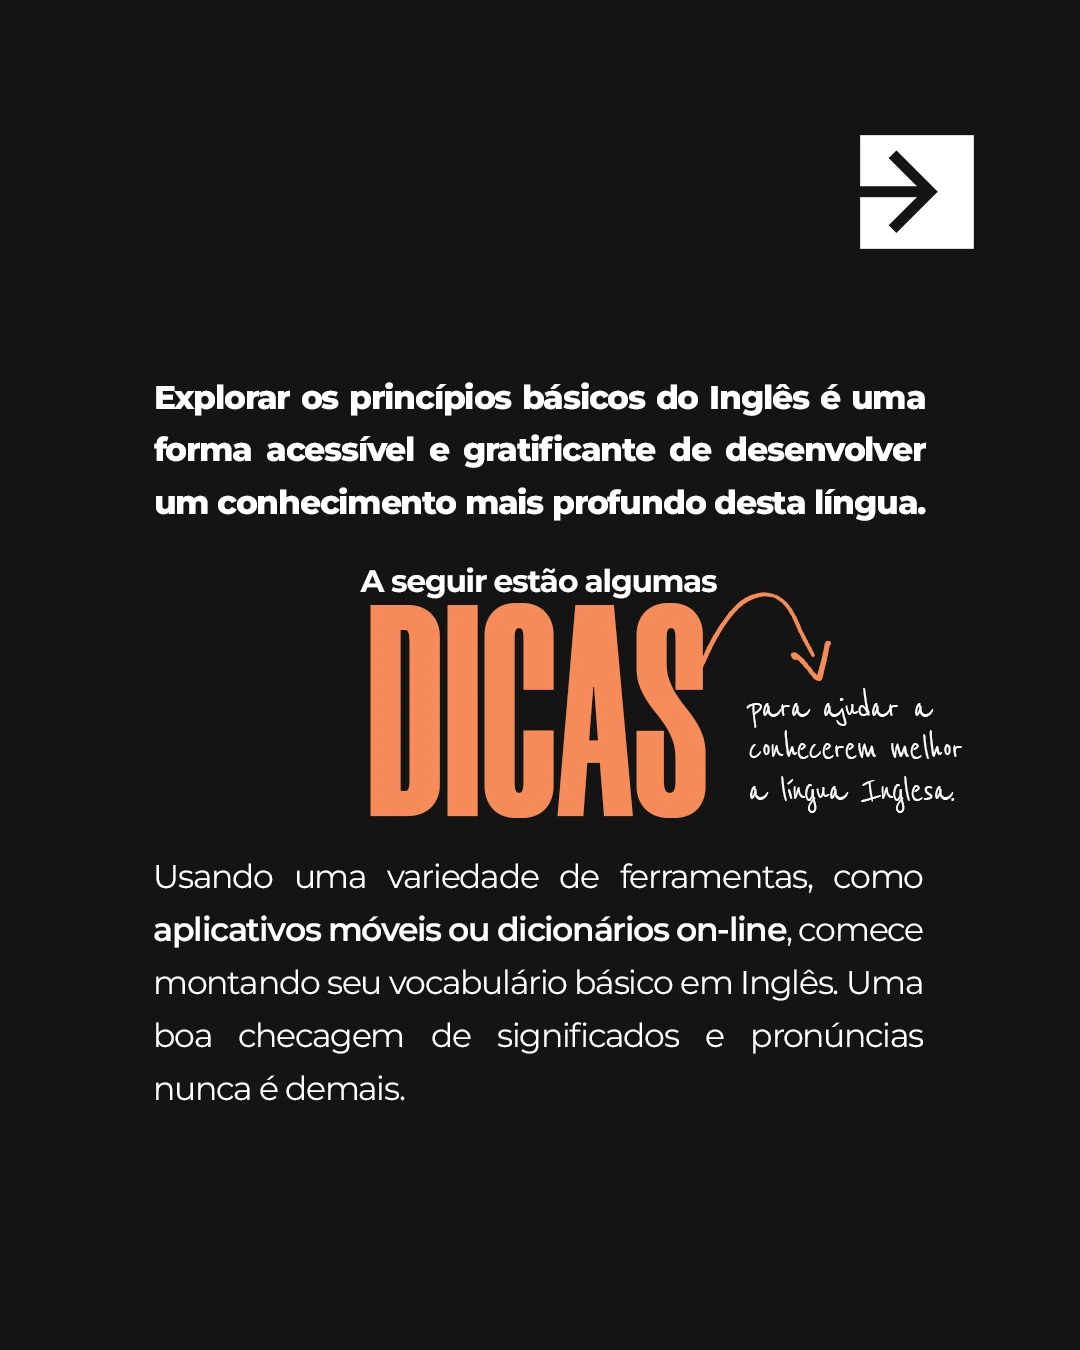 Explorar os princípios básicos do Inglês é uma
forma acessível e gratificante de desenvolver
um conhecimento mais profundo desta língua.
A seguir estão algumas
DICAS
para ajudar a
conhecerem melhor
a língua Inglesa.
Usando uma variedade de ferramentas, como
aplicativos móveis ou dicionários on-line, comece
montando seu vocabulário básico em Inglês. Uma
boa checagem de significados e pronúncias
nunca é demais.